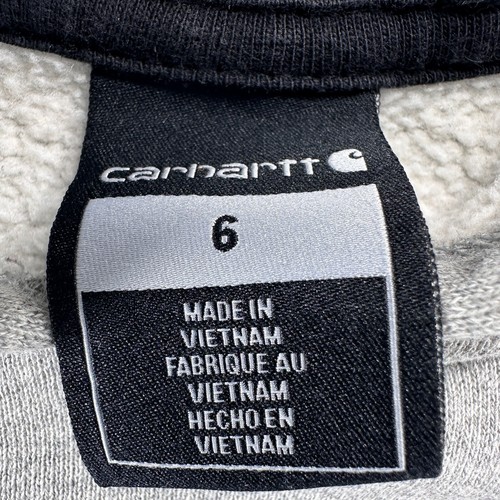 carhartt
6
MADE IN
VIETNAM
FABRIQUE AU
VIETNAM
HECHO EN
VIETNAM